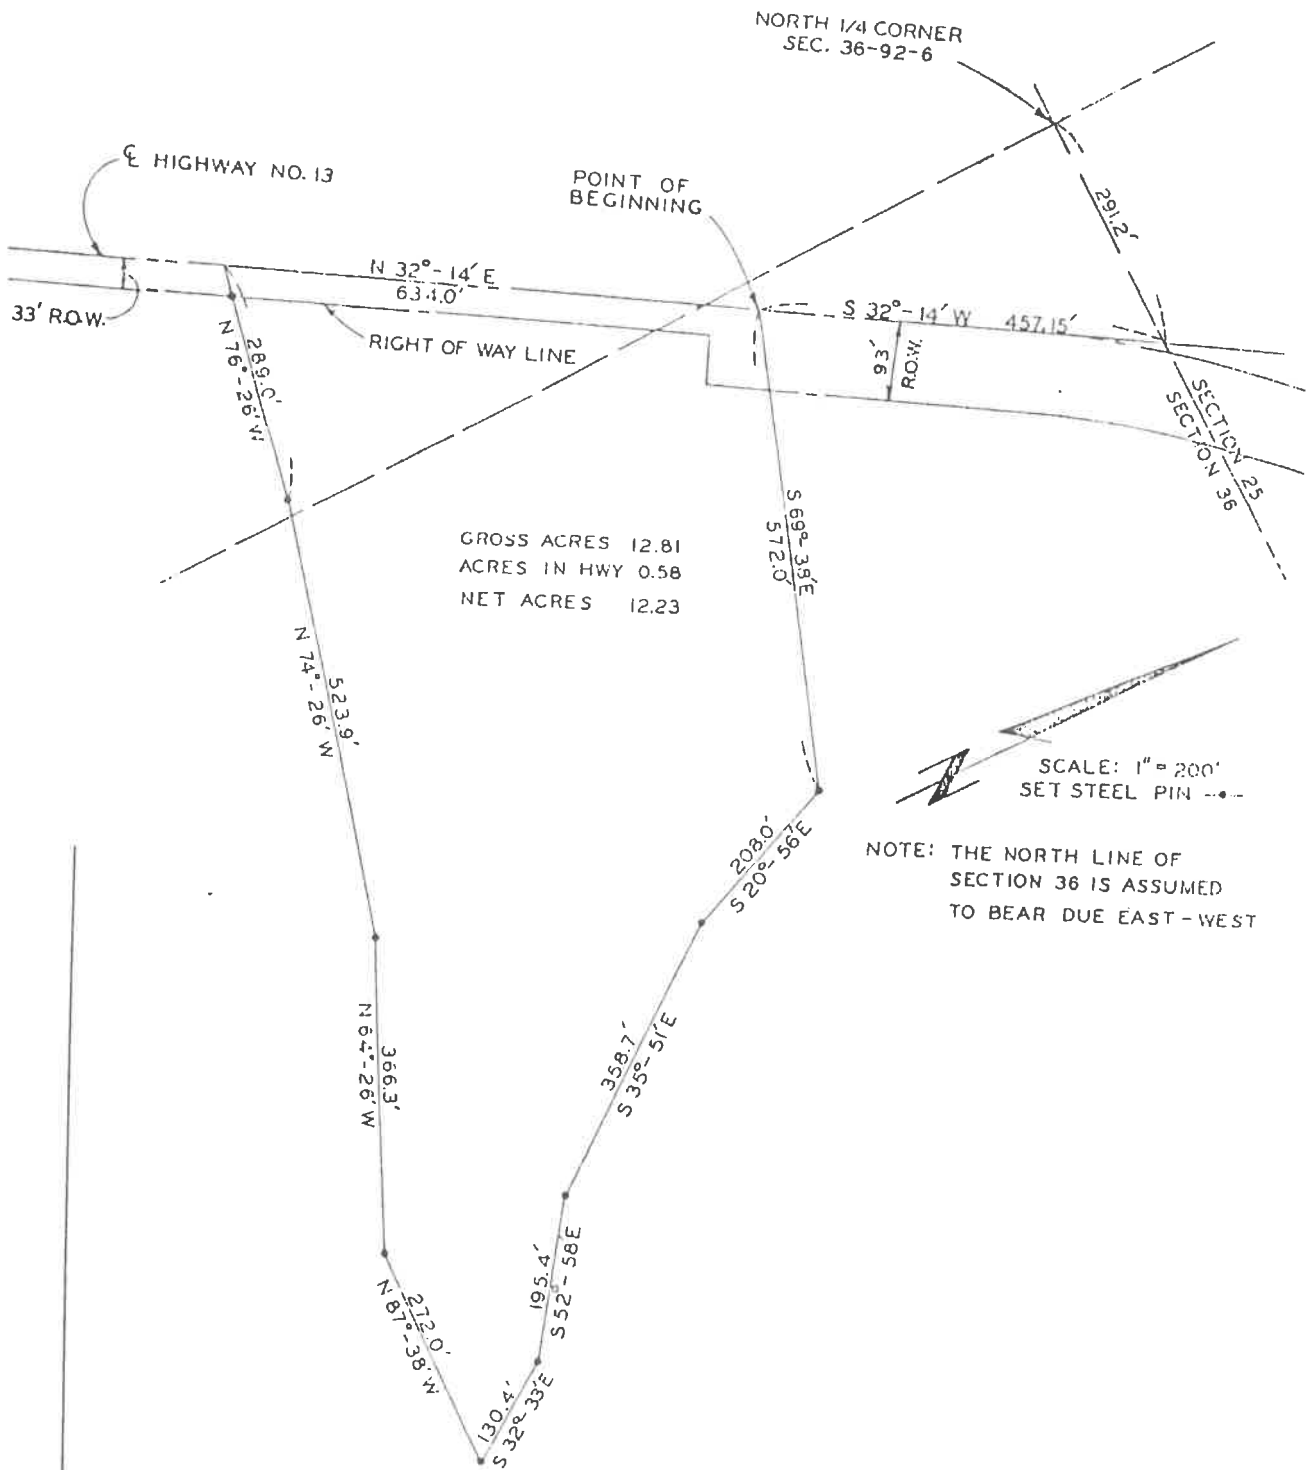 NORTH 1/4 CORNER
SEC. 36-92-6
℄ HIGHWAY NO. 13
POINT OF
BEGINNING
291.2'
N 32°-14' E
634.0'
S 32°-14' W 457.15'
33' R.O.W.
RIGHT OF WAY LINE
93'
R.O.W.
289.0'
N 76°-26' W
SECTION 25
SECTION 36
S 69°-38' E
572.0'
GROSS ACRES 12.81
ACRES IN HWY 0.58
NET ACRES 12.23
523.9'
N 74°-26' W
SCALE: 1" = 200'
SET STEEL PIN
208.0'
S 20°-56' E
NOTE: THE NORTH LINE OF
SECTION 36 IS ASSUMED
TO BEAR DUE EAST-WEST
366.3'
N 64°-26' W
358.7'
S 35°-51' E
195.4'
S 52°-58 E
272.0'
N 87°-38' W
130.4'
S 32°-33' E